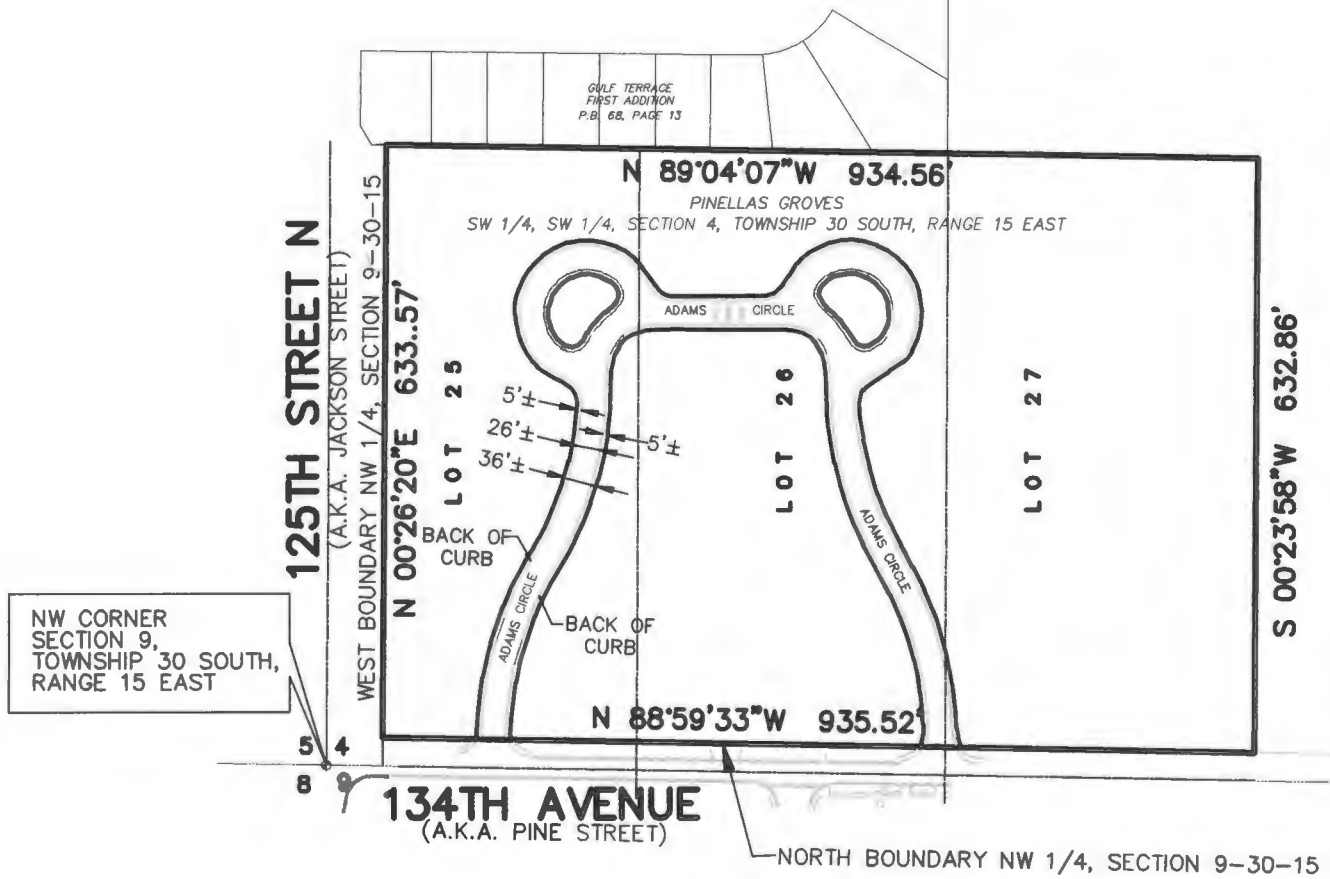 GULF TERRACE
FIRST ADDITION
P.B. 68, PAGE 13
N 89°04'07"W 934.56'
PINELLAS GROVES
SW 1/4, SW 1/4, SECTION 4, TOWNSHIP 30 SOUTH, RANGE 15 EAST
125TH STREET N
(A.K.A. JACKSON STREET)
WEST BOUNDARY NW 1/4, SECTION 9-30-15
N 00°26'20"E 633..57'
LOT 25
ADAMS CIRCLE
LOT 26
LOT 27
S 00°23'58"W 632.86'
5'±
26'±
5'±
36'±
BACK OF
CURB
ADAMS CIRCLE
BACK OF
CURB
ADAMS CIRCLE
NW CORNER
SECTION 9,
TOWNSHIP 30 SOUTH,
RANGE 15 EAST
N 88°59'33"W 935.52'
5 4
8 9
134TH AVENUE
(A.K.A. PINE STREET)
NORTH BOUNDARY NW 1/4, SECTION 9-30-15